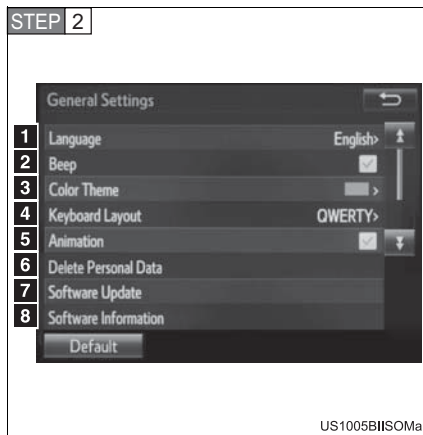 STEP 2
General Settings
1 Language English>
2 Beep
3 Color Theme >
4 Keyboard Layout QWERTY>
5 Animation
6 Delete Personal Data
7 Software Update
8 Software Information
Default
US1005BIISOMa